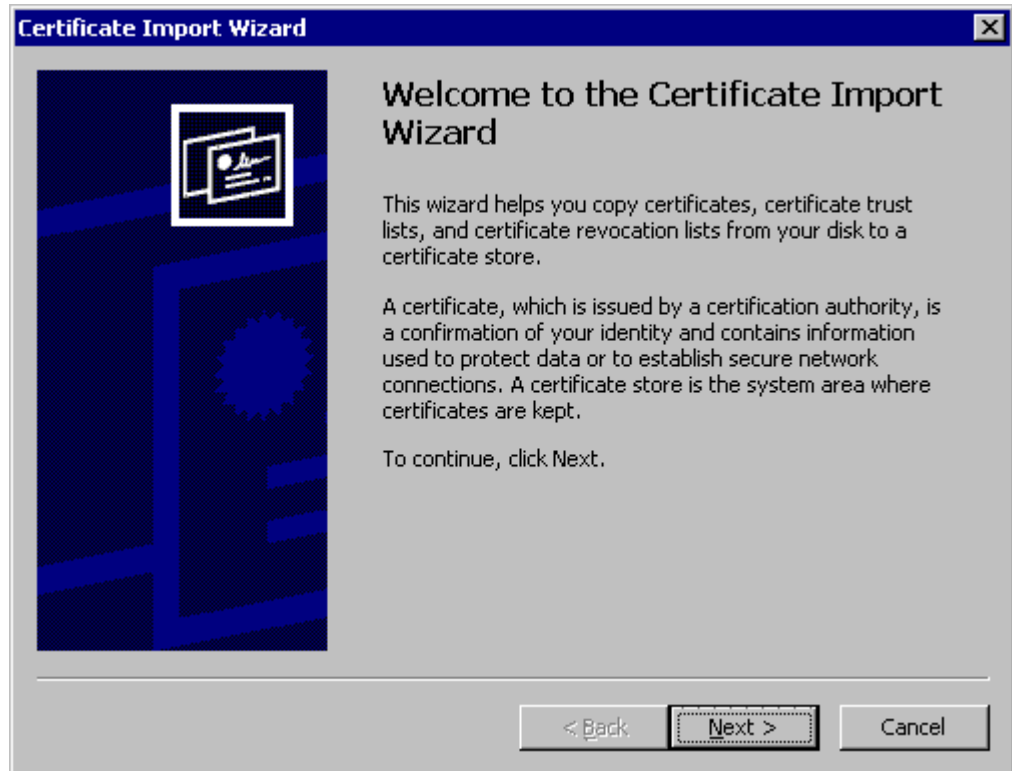 Certificate Import Wizard
Welcome to the Certificate Import
Wizard
This wizard helps you copy certificates, certificate trust
lists, and certificate revocation lists from your disk to a
certificate store.
A certificate, which is issued by a certification authority, is
a confirmation of your identity and contains information
used to protect data or to establish secure network
connections. A certificate store is the system area where
certificates are kept.
To continue, click Next.
< Back
Next >
Cancel